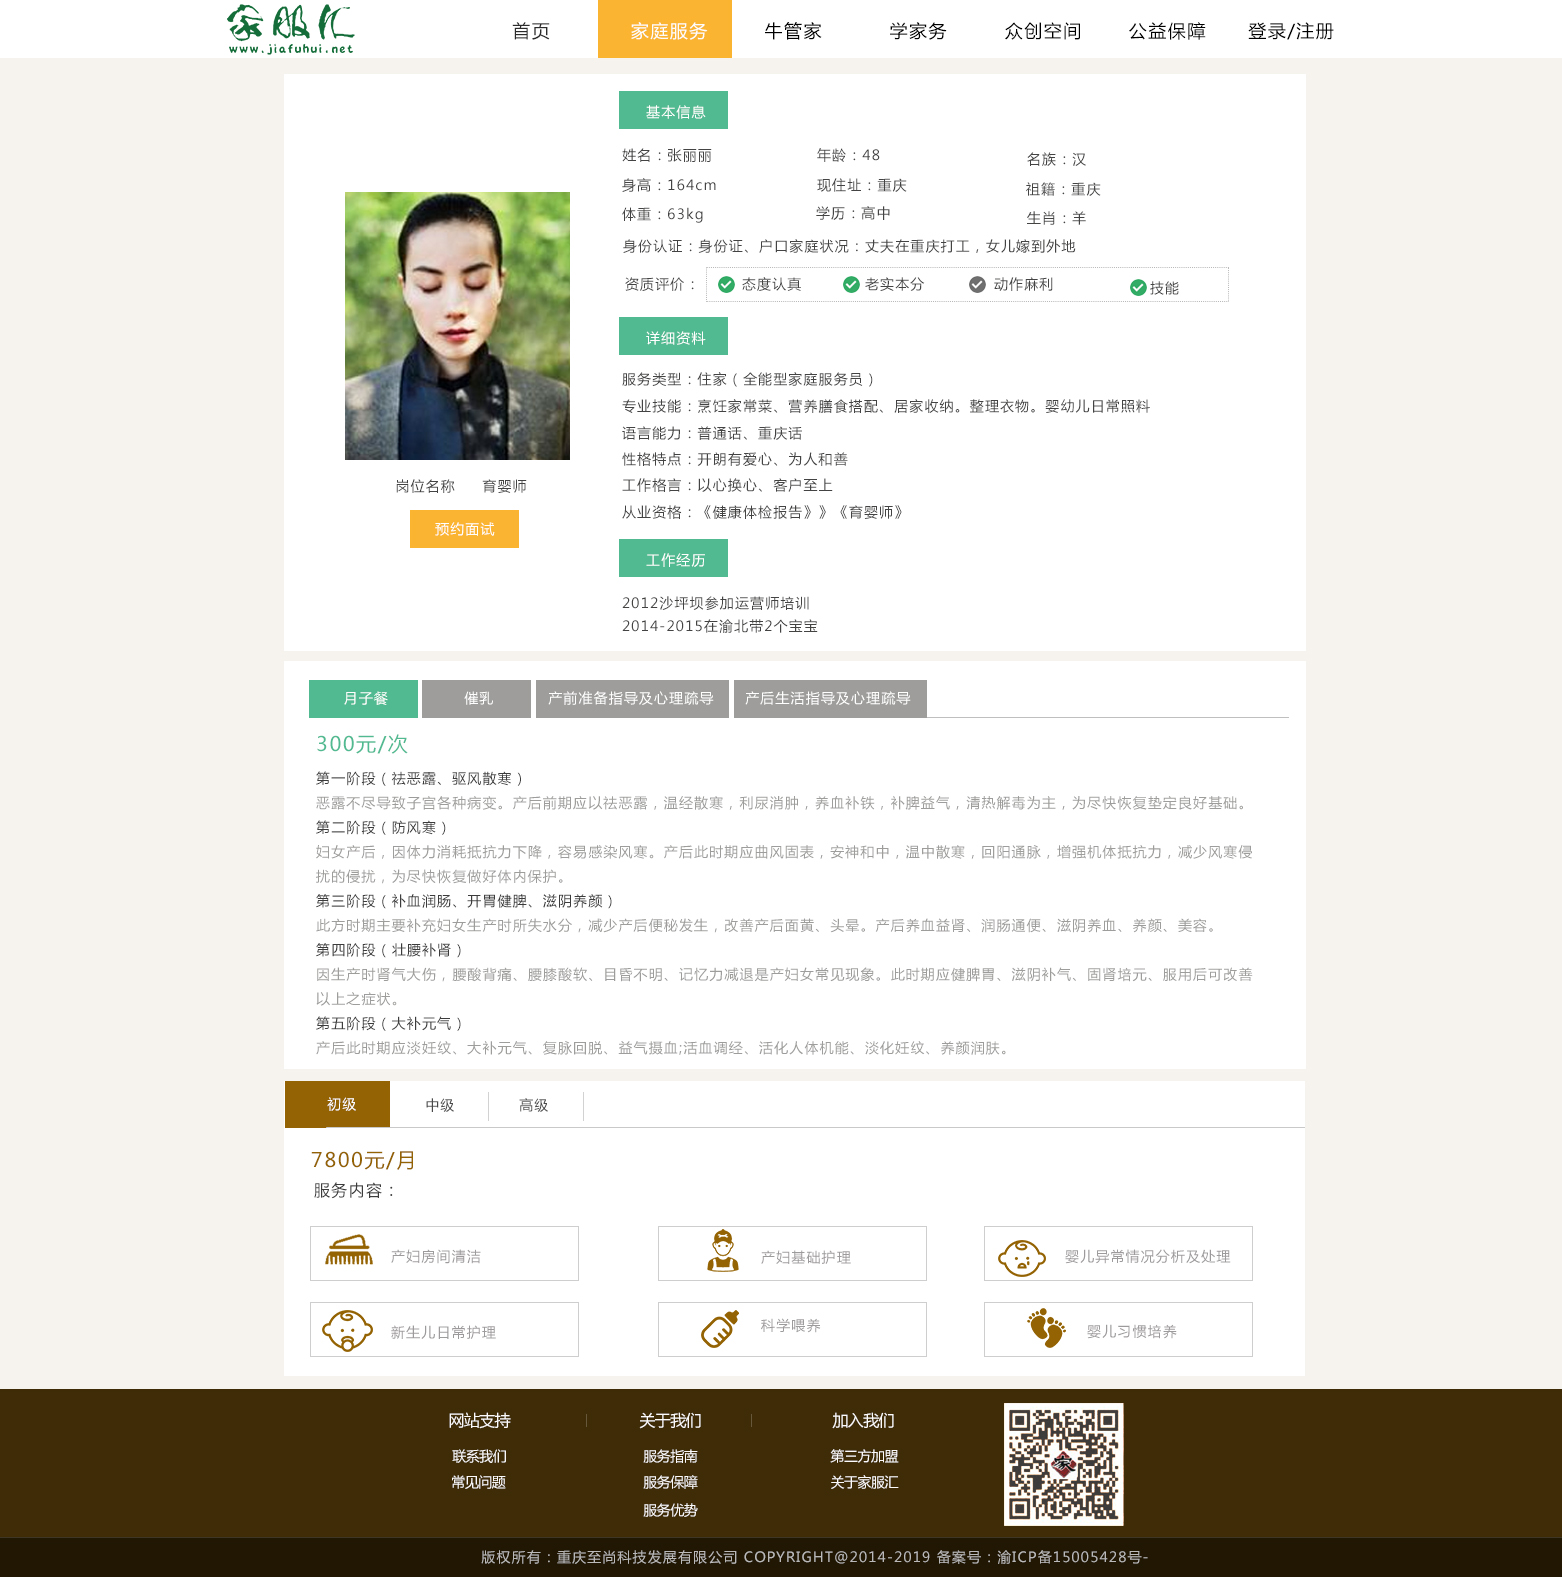 家服汇
www.jiafuhui.net
首页 家庭服务 牛管家 学家务 众创空间 公益保障 登录/注册
基本信息
姓名：张丽丽 年龄：48 名族：汉
身高：164cm 现住址：重庆 祖籍：重庆
体重：63kg 学历：高中 生肖：羊
身份认证：身份证、户口家庭状况：丈夫在重庆打工，女儿嫁到外地
资质评价： 态度认真 老实本分 动作麻利 技能
详细资料
服务类型：住家（全能型家庭服务员）
专业技能：烹饪家常菜、营养膳食搭配、居家收纳。整理衣物。婴幼儿日常照料
语言能力：普通话、重庆话
性格特点：开朗有爱心、为人和善
工作格言：以心换心、客户至上
从业资格：《健康体检报告》》《育婴师》
岗位名称 育婴师
预约面试
工作经历
2012沙坪坝参加运营师培训
2014-2015在渝北带2个宝宝
月子餐 催乳 产前准备指导及心理疏导 产后生活指导及心理疏导
300元/次
第一阶段（祛恶露、驱风散寒）
恶露不尽导致子宫各种病变。产后前期应以祛恶露，温经散寒，利尿消肿，养血补铁，补脾益气，清热解毒为主，为尽快恢复垫定良好基础。
第二阶段（防风寒）
妇女产后，因体力消耗抵抗力下降，容易感染风寒。产后此时期应曲风固表，安神和中，温中散寒，回阳通脉，增强机体抵抗力，减少风寒侵
扰的侵扰，为尽快恢复做好体内保护。
第三阶段（补血润肠、开胃健脾、滋阴养颜）
此方时期主要补充妇女生产时所失水分，减少产后便秘发生，改善产后面黄、头晕。产后养血益肾、润肠通便、滋阴养血、养颜、美容。
第四阶段（壮腰补肾）
因生产时肾气大伤，腰酸背痛、腰膝酸软、目昏不明、记忆力减退是产妇女常见现象。此时期应健脾胃、滋阴补气、固肾培元、服用后可改善
以上之症状。
第五阶段（大补元气）
产后此时期应淡妊纹、大补元气、复脉回脱、益气摄血;活血调经、活化人体机能、淡化妊纹、养颜润肤。
初级 中级 高级
7800元/月
服务内容：
产妇房间清洁 产妇基础护理 婴儿异常情况分析及处理
新生儿日常护理 科学喂养 婴儿习惯培养
网站支持 关于我们 加入我们
联系我们 服务指南 第三方加盟
常见问题 服务保障 关于家服汇
服务优势
家
版权所有：重庆至尚科技发展有限公司 COPYRIGHT@2014-2019 备案号：渝ICP备15005428号-